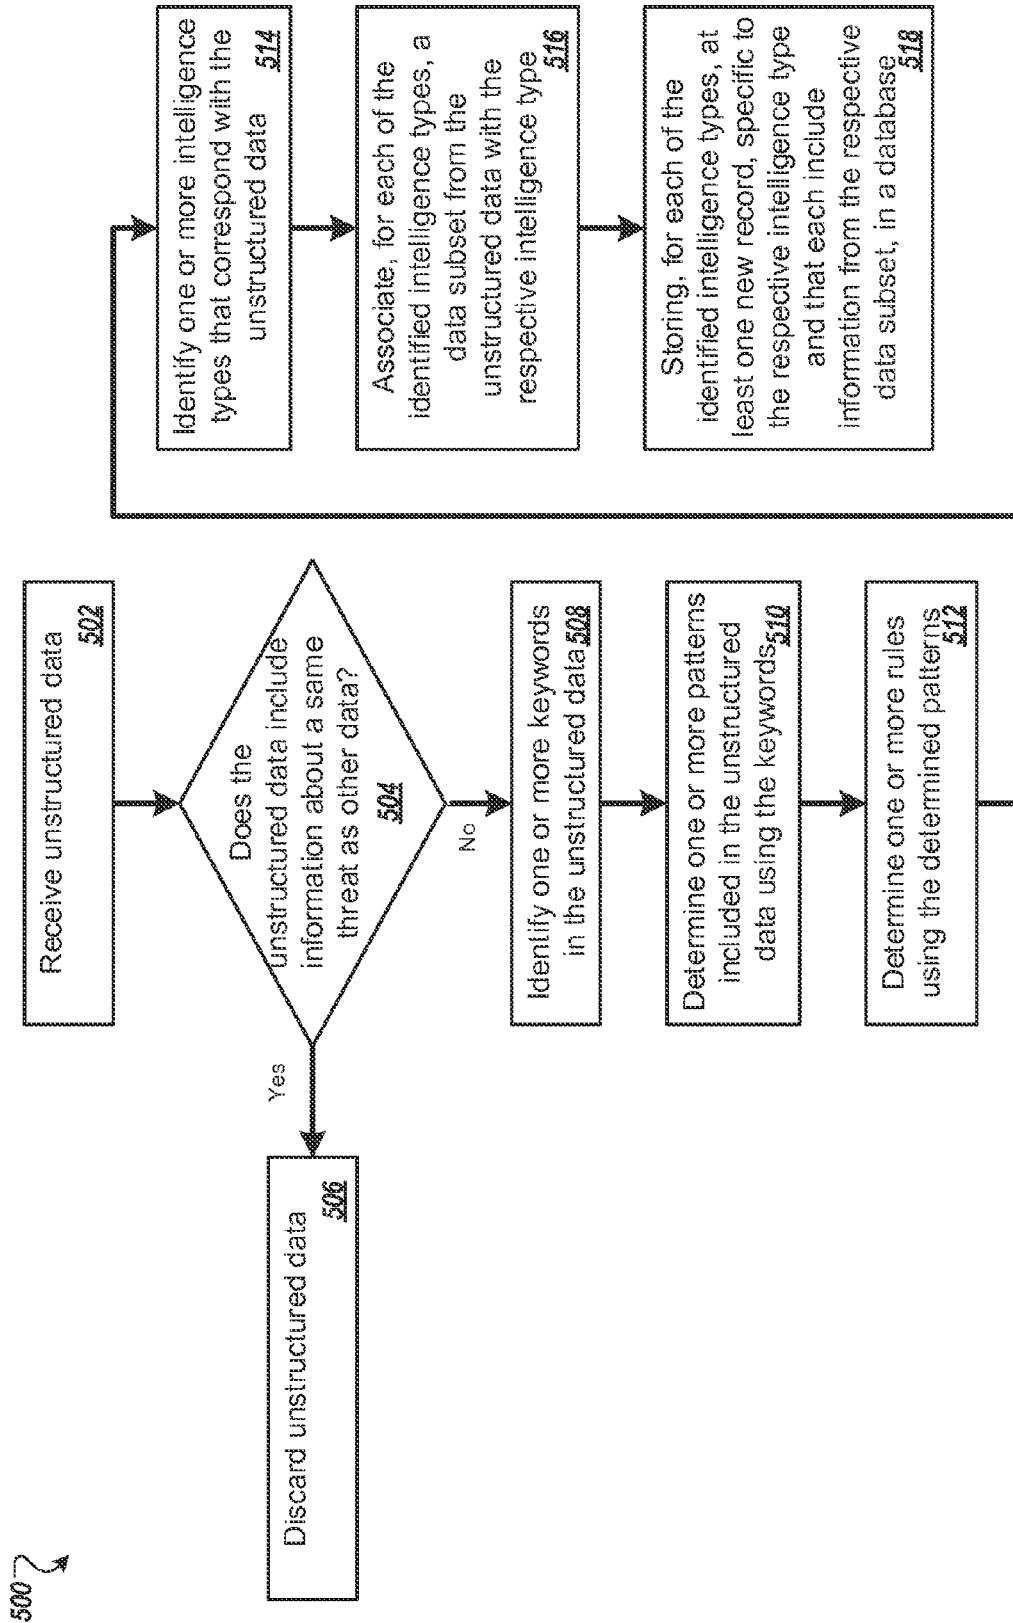 500
Receive unstructured data
502
Does the
unstructured data include
information about a same
threat as other data?
504
Yes
Discard unstructured data
506
No
Identify one or more keywords
in the unstructured data 508
Determine one or more patterns
included in the unstructured
data using the keywords 510
Determine one or more rules
using the determined patterns 512
Identify one or more intelligence
types that correspond with the
unstructured data
514
Associate, for each of the
identified intelligence types, a
data subset from the
unstructured data with the
respective intelligence type
516
Storing, for each of the
identified intelligence types, at
least one new record, specific to
the respective intelligence type
and that each include
information from the respective
data subset, in a database
518